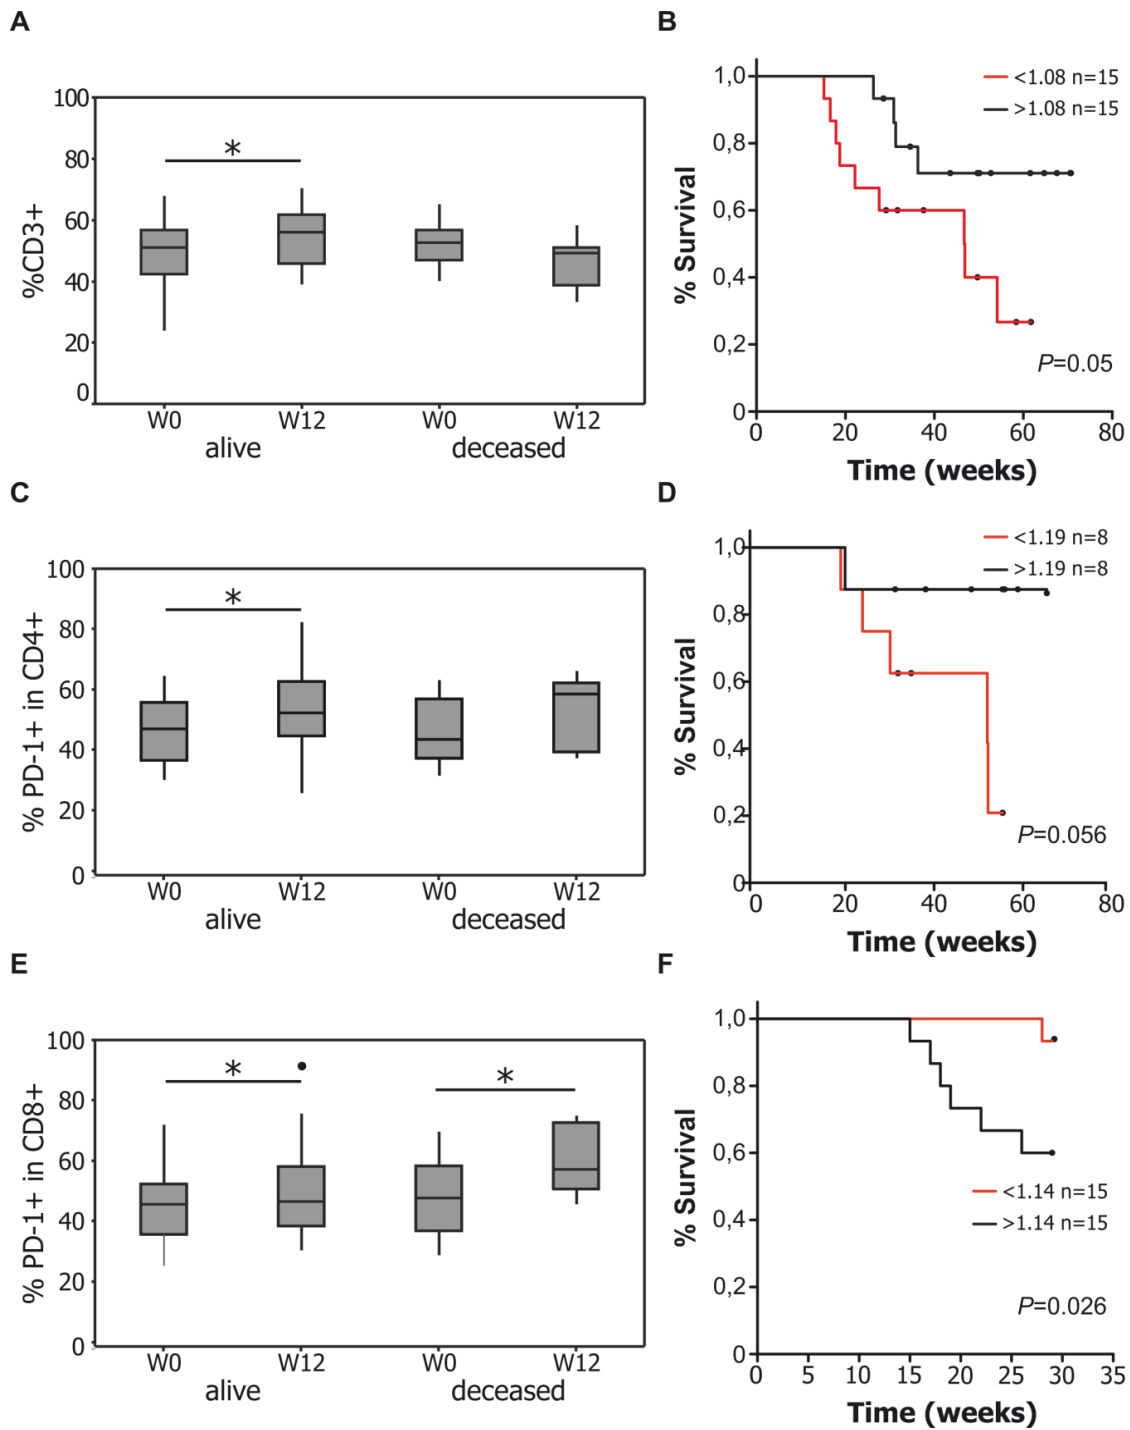 A
%CD3+
100
80
60
40
20
0
*
W0
W12
W0
W12
alive
deceased
B
% Survival
1,0
0,8
0,6
0,4
0,2
0
<1.08 n=15
>1.08 n=15
P=0.05
0
20
40
60
80
Time (weeks)
C
% PD-1+ in CD4+
100
80
60
40
20
0
*
W0
W12
W0
W12
alive
deceased
D
% Survival
1,0
0,8
0,6
0,4
0,2
0
<1.19 n=8
>1.19 n=8
P=0.056
0
20
40
60
80
Time (weeks)
E
% PD-1+ in CD8+
100
80
60
40
20
0
*
*
W0
W12
W0
W12
alive
deceased
F
% Survival
1,0
0,8
0,6
0,4
0,2
0
<1.14 n=15
>1.14 n=15
P=0.026
0
5
10
15
20
25
30
35
Time (weeks)